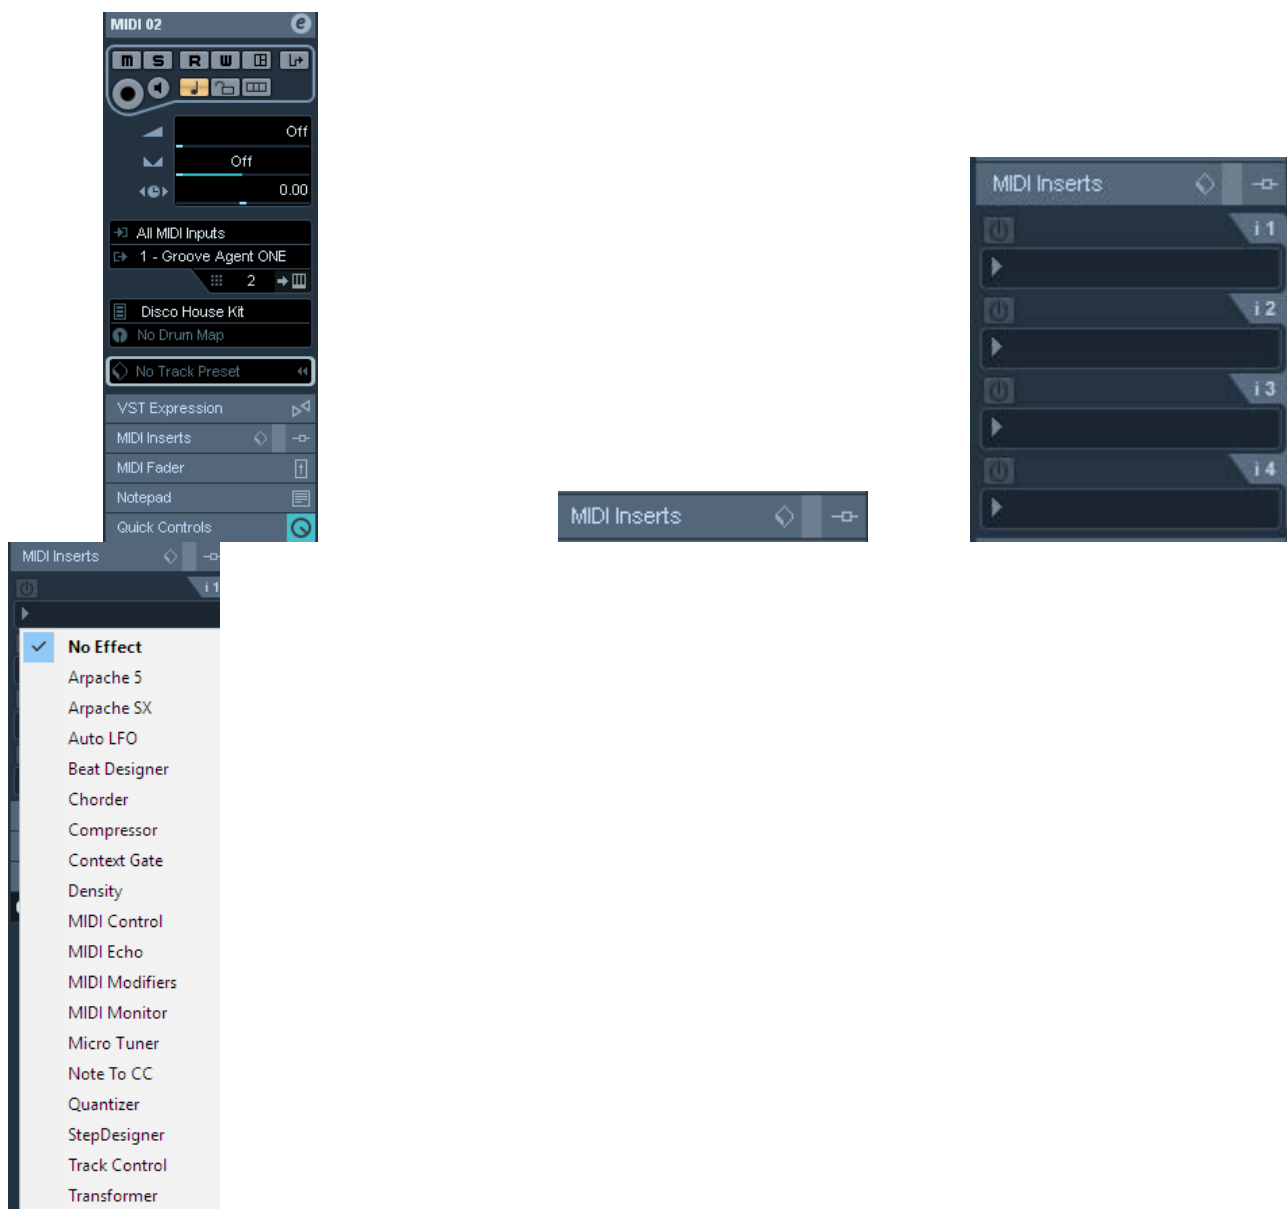 MIDI 02
e
M S R W
Off
Off
0.00
All MIDI Inputs
1 - Groove Agent ONE
2
Disco House Kit
No Drum Map
No Track Preset
VST Expression
MIDI Inserts
MIDI Fader
Notepad
Quick Controls
MIDI Inserts
MIDI Inserts
i 1
i 2
i 3
i 4
MIDI Inserts
i 1
No Effect
Arpache 5
Arpache SX
Auto LFO
Beat Designer
Chorder
Compressor
Context Gate
Density
MIDI Control
MIDI Echo
MIDI Modifiers
MIDI Monitor
Micro Tuner
Note To CC
Quantizer
StepDesigner
Track Control
Transformer